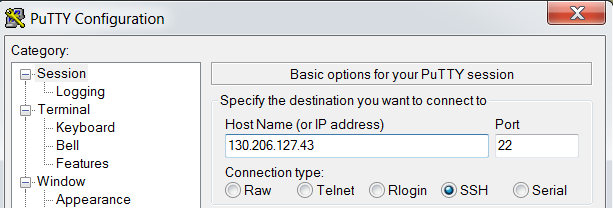 PuTTY Configuration
Category:
Session
Logging
Terminal
Keyboard
Bell
Features
Window
Appearance
Basic options for your PuTTY session
Specify the destination you want to connect to
Host Name (or IP address) Port
130.206.127.43 22
Connection type:
Raw Telnet Rlogin SSH Serial